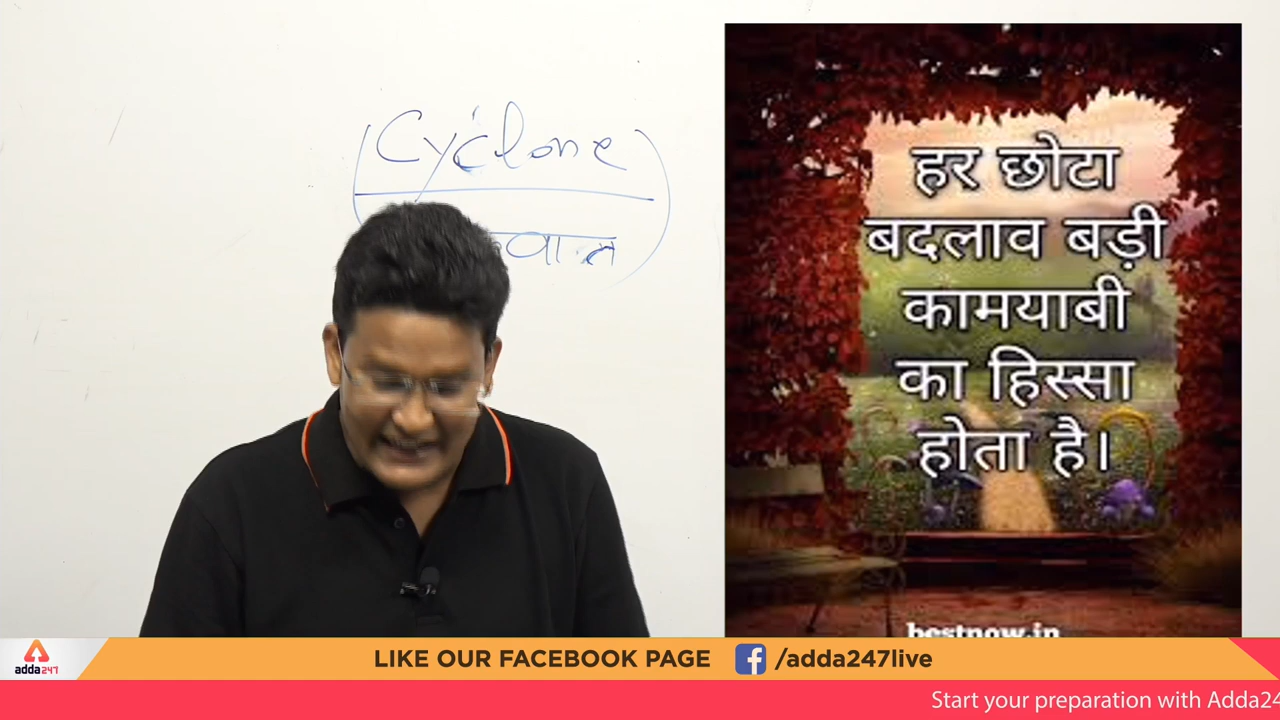 Cyclone
हर छोटा
बदलाव बड़ी
कामयाबी
का हिस्सा
होता है।
bestnow.in
adda247
LIKE OUR FACEBOOK PAGE
/adda247live
Start your preparation with Adda24